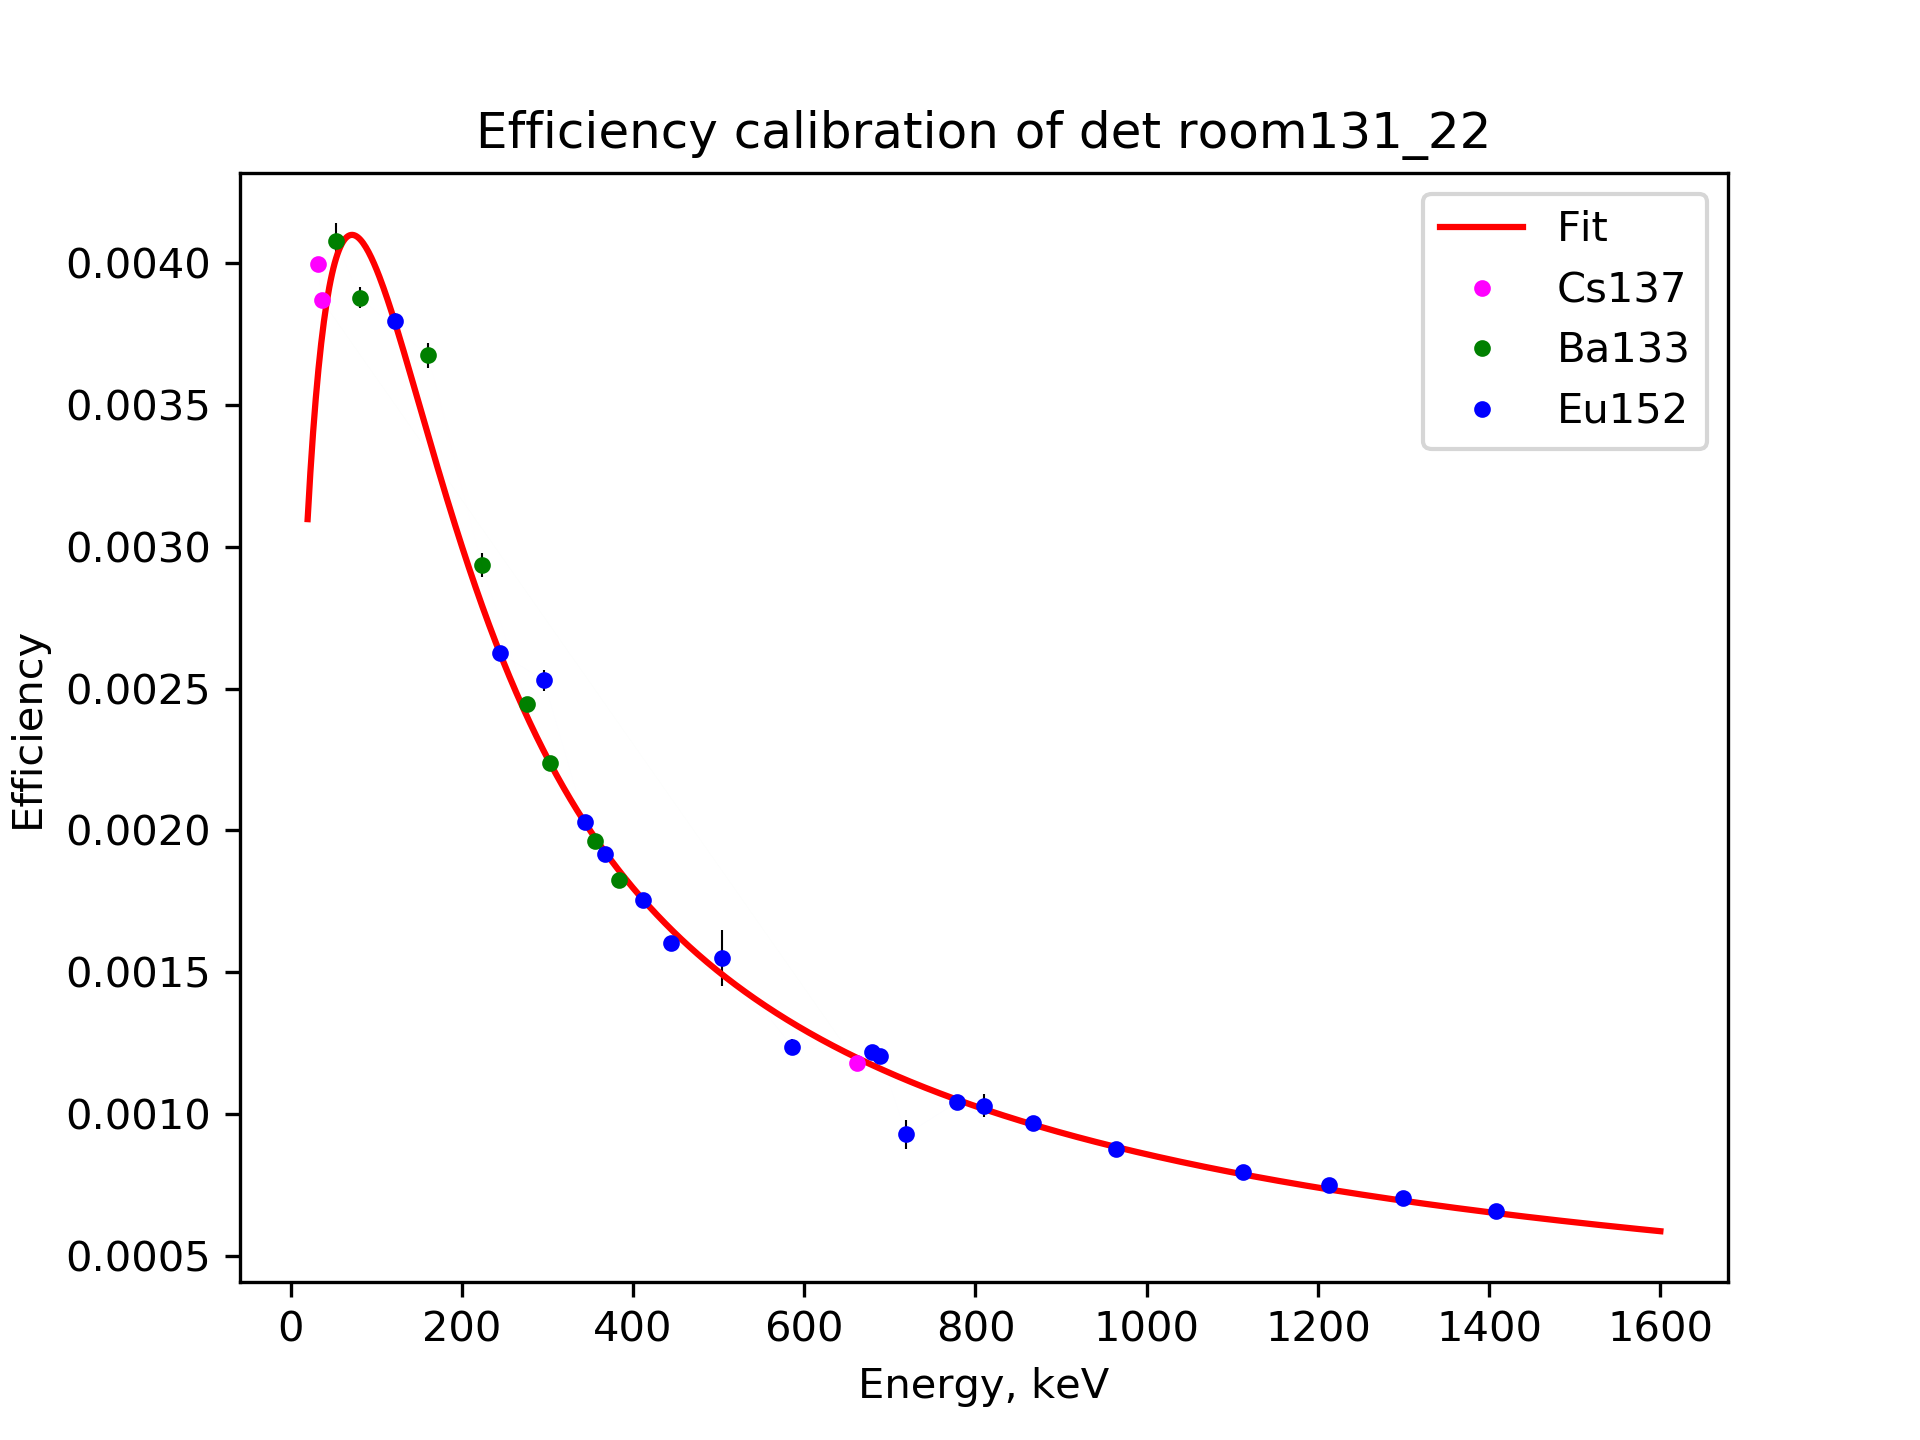 Efficiency calibration of det room131_22
Fit
Cs137
Ba133
Eu152
0.0040
0.0035
0.0030
0.0025
0.0020
0.0015
0.0010
0.0005
Efficiency
0 200 400 600 800 1000 1200 1400 1600
Energy, keV